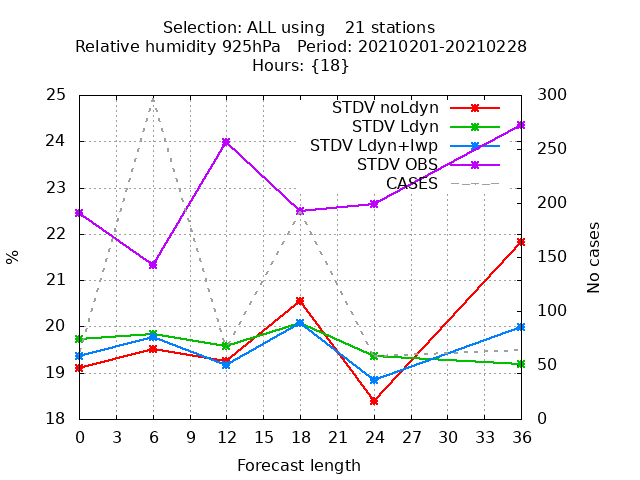 Selection: ALL using    21 stations
Relative humidity 925hPa   Period: 20210201-20210228
Hours: {18}
25
24
23
22
21
20
19
18
%
300
250
200
150
100
50
0
No cases
STDV noLdyn
STDV Ldyn
STDV Ldyn+lwp
STDV OBS
CASES
0 3 6 9 12 15 18 21 24 27 30 33 36
Forecast length